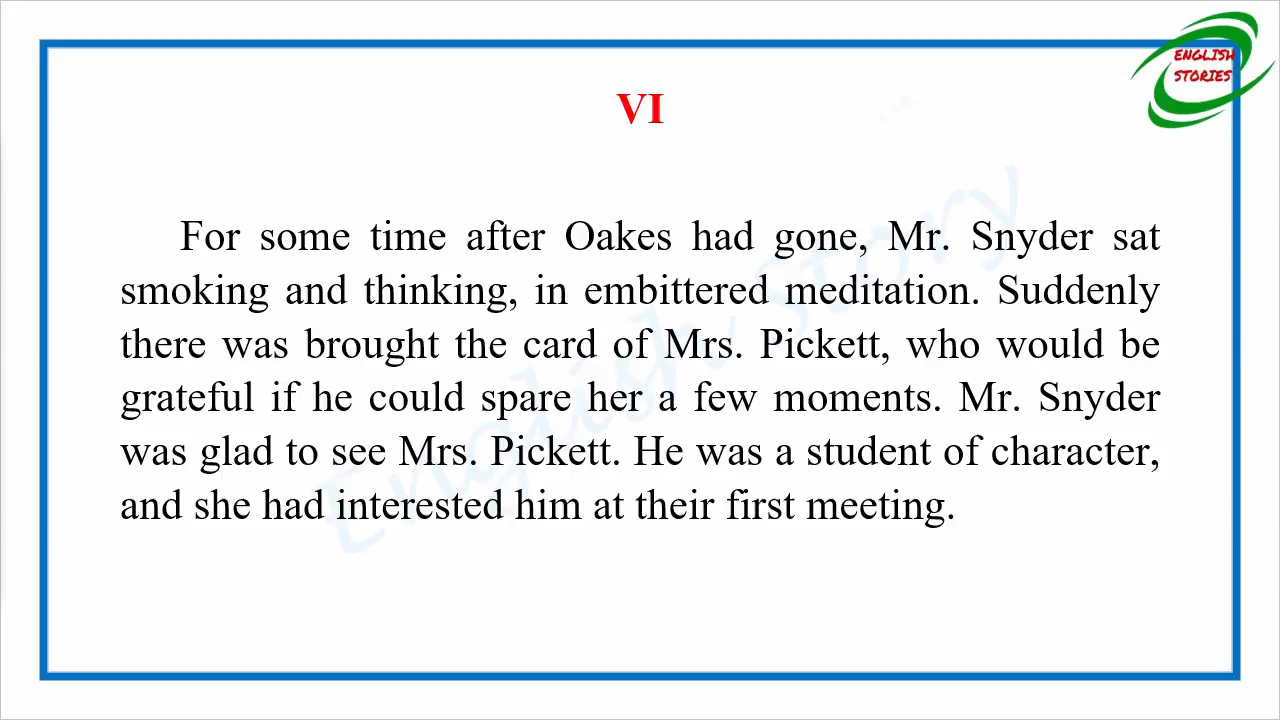 ENGLISH
STORIES
VI
For some time after Oakes had gone, Mr. Snyder sat
smoking and thinking, in embittered meditation. Suddenly
there was brought the card of Mrs. Pickett, who would be
grateful if he could spare her a few moments. Mr. Snyder
was glad to see Mrs. Pickett. He was a student of character,
and she had interested him at their first meeting.
English Story